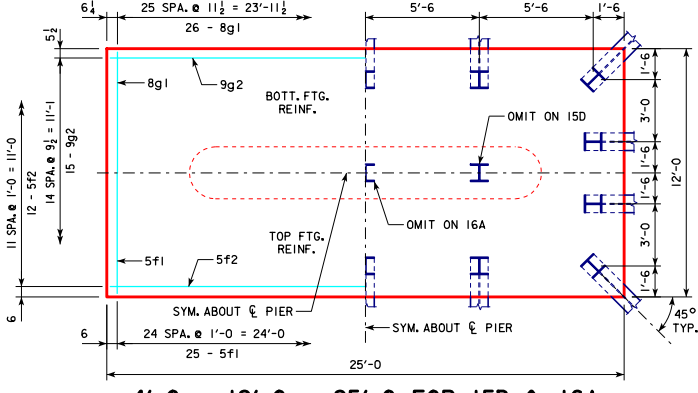 6¼
25 SPA. @ 11½ = 23'-11½
26 - 8g1
5'-6
5'-6
1'-6
5½
8g1
9g2
BOTT. FTG.
REINF.
OMIT ON 15D
1'-6
3'-0
1'-6
1'-6
3'-0
1'-6
12'-0
11 SPA. @ 1'-0 = 11'-0
12 - 5f2
14 SPA. @ 9½ = 11'-1
15 - 9g2
OMIT ON 16A
TOP FTG.
REINF.
5f1
5f2
6
SYM. ABOUT ℄ PIER
SYM. ABOUT ℄ PIER
45°
TYP.
6
24 SPA. @ 1'-0 = 24'-0
25 - 5f1
25'-0